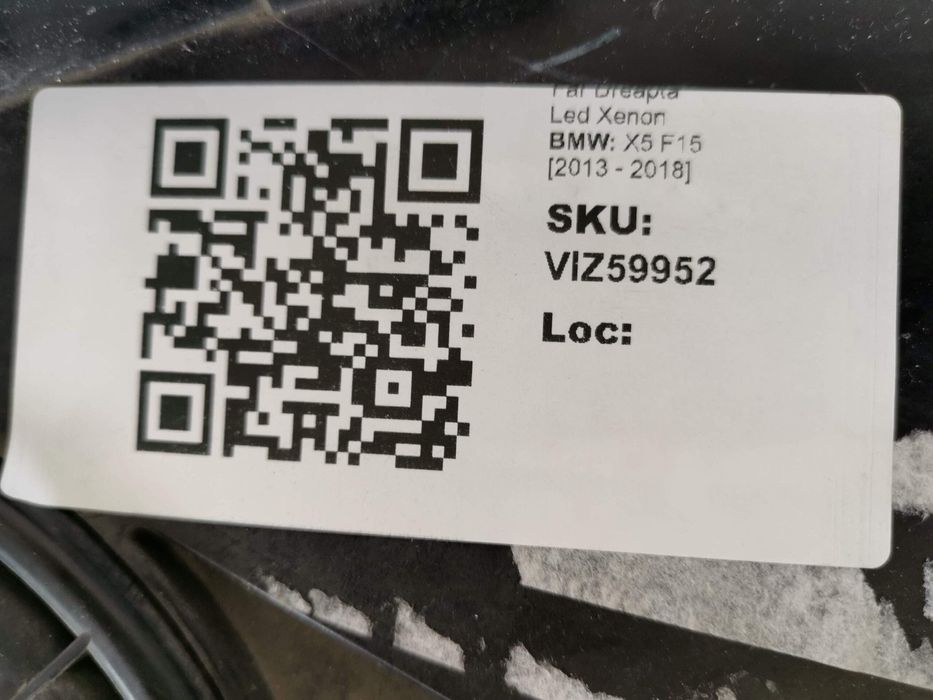 Far Dreapta
Led Xenon
BMW: X5 F15
[2013 - 2018]
SKU:
VIZ59952
Loc: